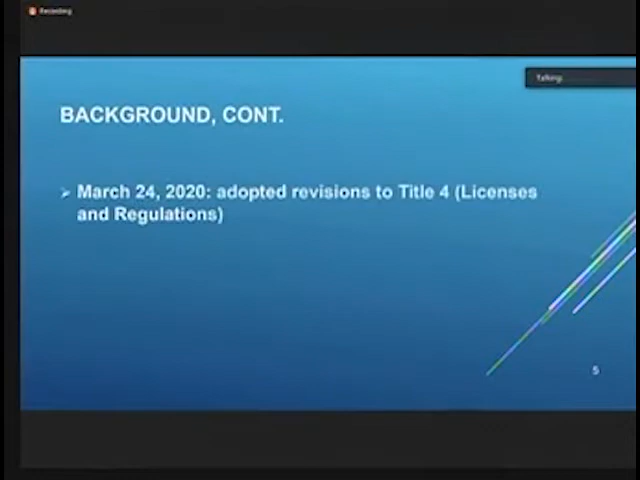 Recording
Talking:
BACKGROUND, CONT.
➢ March 24, 2020: adopted revisions to Title 4 (Licenses
and Regulations)
5